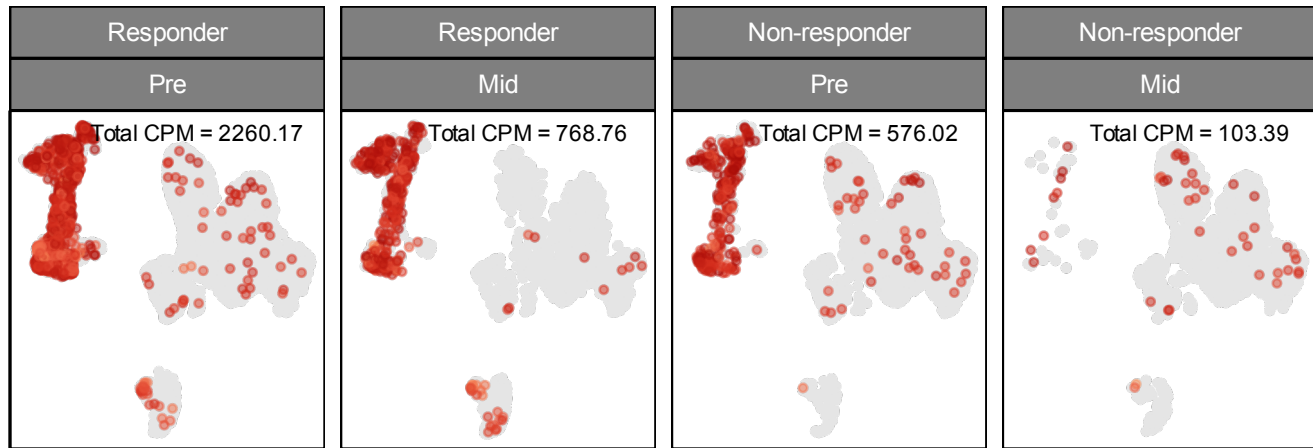 Responder
Pre
Total CPM = 2260.17
Responder
Mid
Total CPM = 768.76
Non-responder
Pre
Total CPM = 576.02
Non-responder
Mid
Total CPM = 103.39